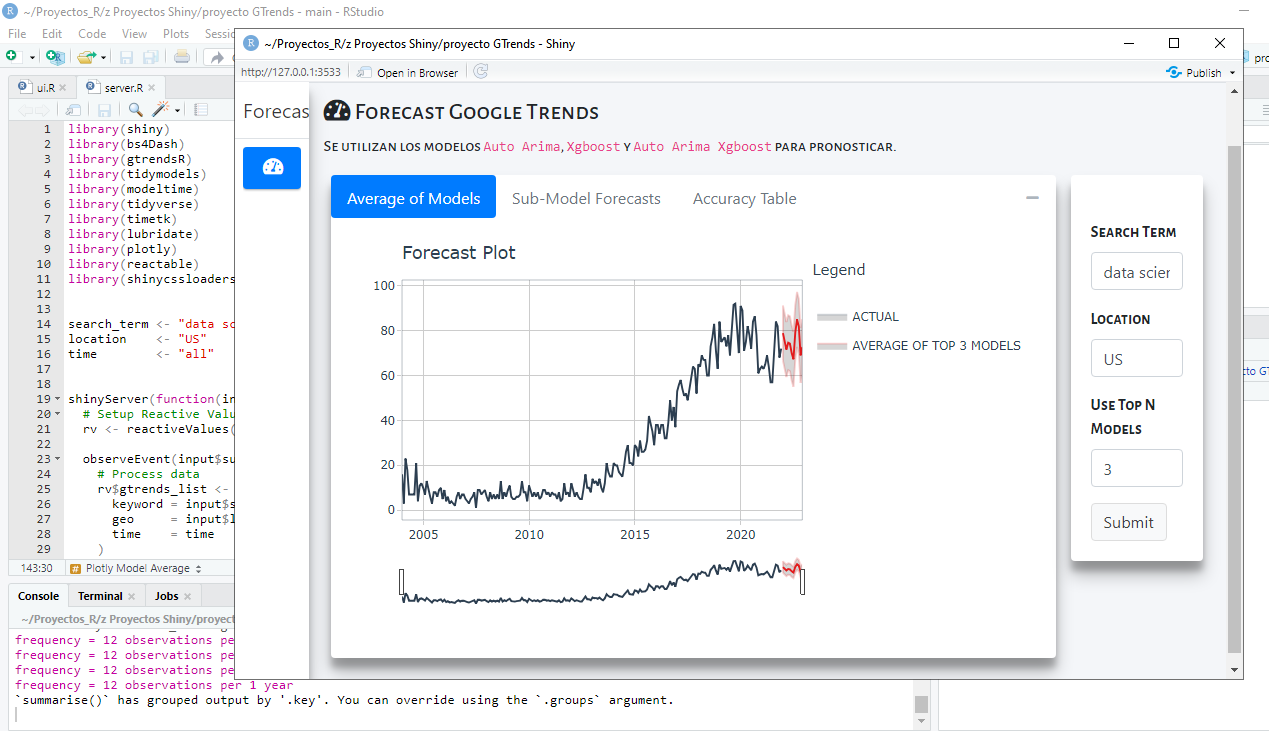 ~/Proyectos_R/z Proyectos Shiny/proyecto GTrends - main - RStudio
File Edit Code View Plots
ui.R
server.R
1 library(shiny)
2 library(bs4Dash)
3 library(gtrendsR)
4 library(tidymodels)
5 library(modeltime)
6 library(tidyverse)
7 library(timetk)
8 library(lubridate)
9 library(plotly)
10 library(reactable)
11 library(shinycssloaders
12
13
14 search_term <- "data sc
15 location <- "US"
16 time <- "all"
17
18
19 shinyServer(function(in
20 # Setup Reactive Valu
21 rv <- reactiveValues(
22
23 observeEvent(input$su
24 # Process data
25 rv$gtrends_list <-
26 keyword = input$s
27 geo = input$l
28 time = time
29 )
143:30 # Plotly Model Average
Console Terminal Jobs
~/Proyectos_R/z Proyectos Shiny/proyect
frequency = 12 observations pe
frequency = 12 observations pe
frequency = 12 observations pe
frequency = 12 observations per 1 year
`summarise()` has grouped output by '.key'. You can override using the `.groups` argument.
~/Proyectos_R/z Proyectos Shiny/proyecto GTrends - Shiny
http://127.0.0.1:3533 Open in Browser Publish
Forecas
Forecast Google Trends
Se utilizan los modelos Auto Arima, Xgboost y Auto Arima Xgboost para pronosticar.
Average of Models Sub-Model Forecasts Accuracy Table
Forecast Plot
Legend
ACTUAL
AVERAGE OF TOP 3 MODELS
100
80
60
40
20
0
2005 2010 2015 2020
Search Term
data scien
Location
US
Use Top N
Models
3
Submit